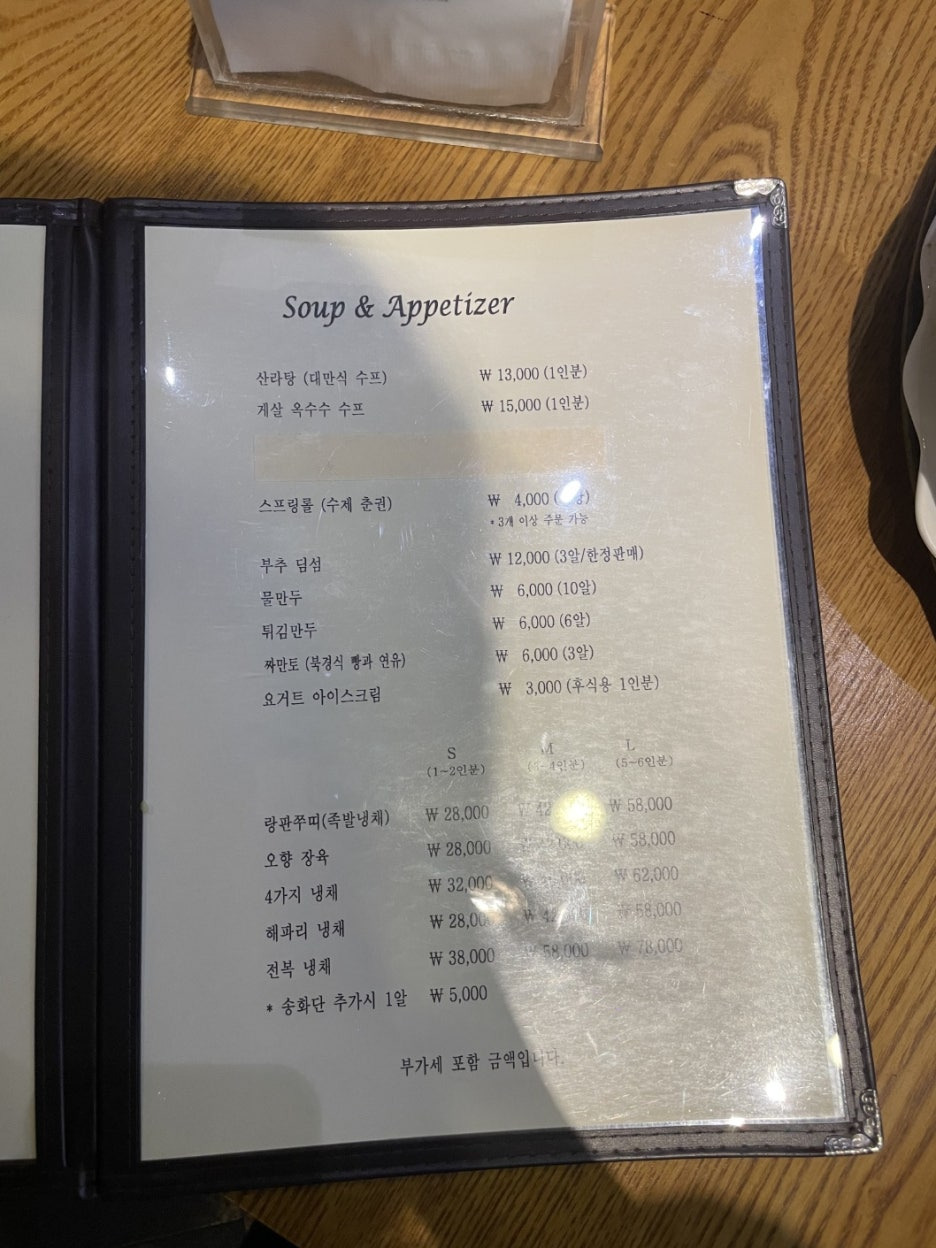 Soup & Appetizer
산라탕 (대만식 수프) ₩ 13,000 (1인분)
게살 옥수수 수프 ₩ 15,000 (1인분)
스프링롤 (수제 춘권) ₩ 4,000
* 3개 이상 주문 가능
부추 딤섬 ₩ 12,000 (3알/한정판매)
물만두 ₩ 6,000 (10알)
튀김만두 ₩ 6,000 (6알)
짜만토 (북경식 빵과 연유) ₩ 6,000 (3알)
요거트 아이스크림 ₩ 3,000 (후식용 1인분)
S M L
(1~2인분) (3~4인분) (5~6인분)
량판쭈띠(족발냉채) ₩ 28,000 ₩ 58,000
오향 장육 ₩ 28,000 ₩ 58,000
4가지 냉채 ₩ 32,000 ₩ 62,000
해파리 냉채 ₩ 28,000 ₩ 58,000
전복 냉채 ₩ 38,000 ₩ 58,000 ₩ 78,000
* 송화단 추가시 1알 ₩ 5,000
부가세 포함 금액입니다.